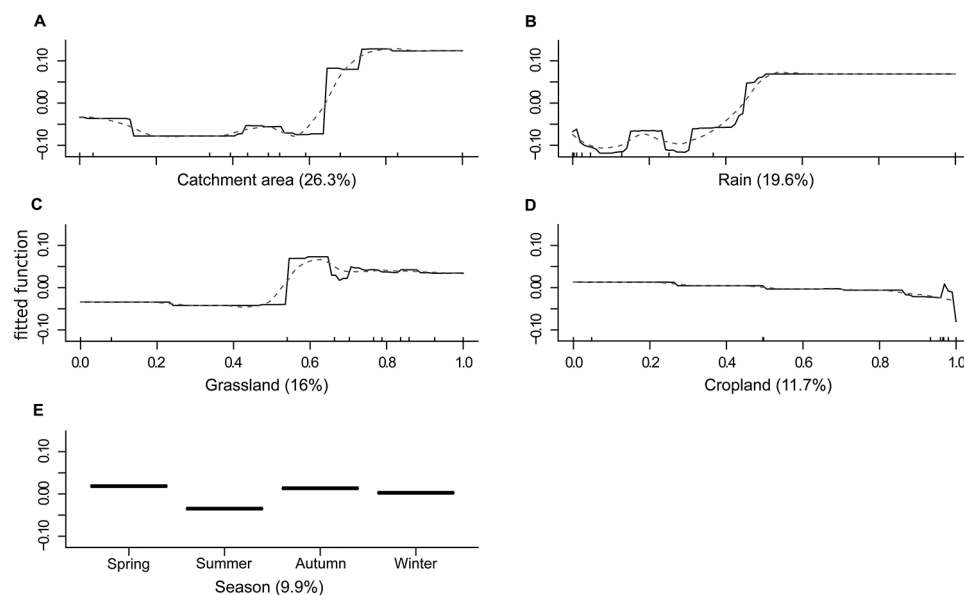 A
B
0.10
0.00
-0.10
0.10
0.00
-0.10
Catchment area (26.3%)
Rain (19.6%)
C
D
fitted function
0.10
0.00
-0.10
0.10
0.00
-0.10
0.0 0.2 0.4 0.6 0.8 1.0
0.0 0.2 0.4 0.6 0.8 1.0
Grassland (16%)
Cropland (11.7%)
E
0.10
0.00
-0.10
Spring Summer Autumn Winter
Season (9.9%)